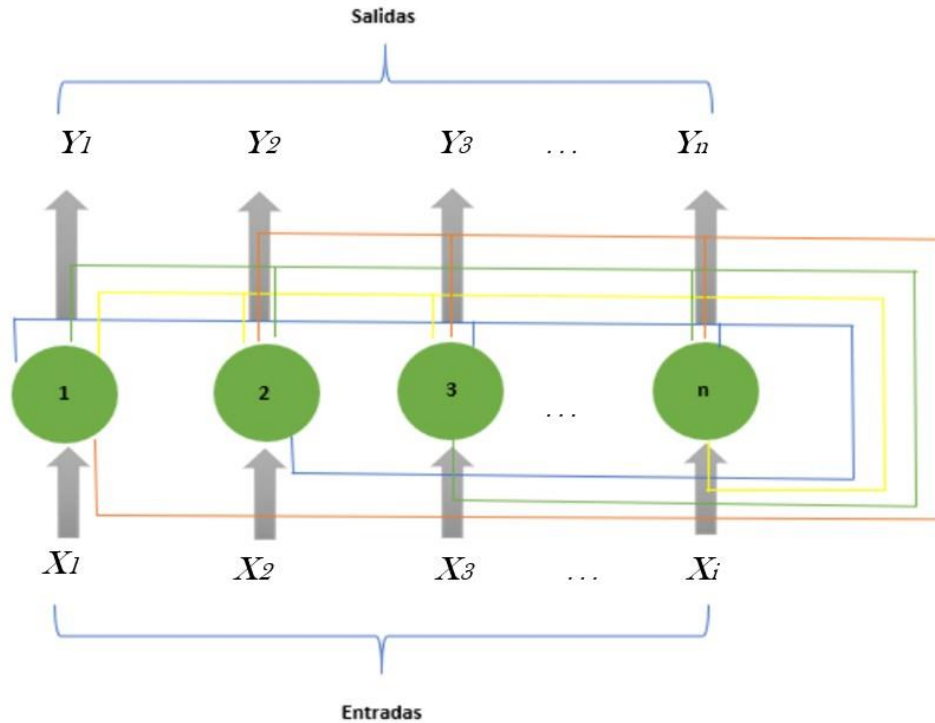 Salidas
Y1 Y2 Y3 ... Yn
1 2 3 ... n
X1 X2 X3 ... Xi
Entradas